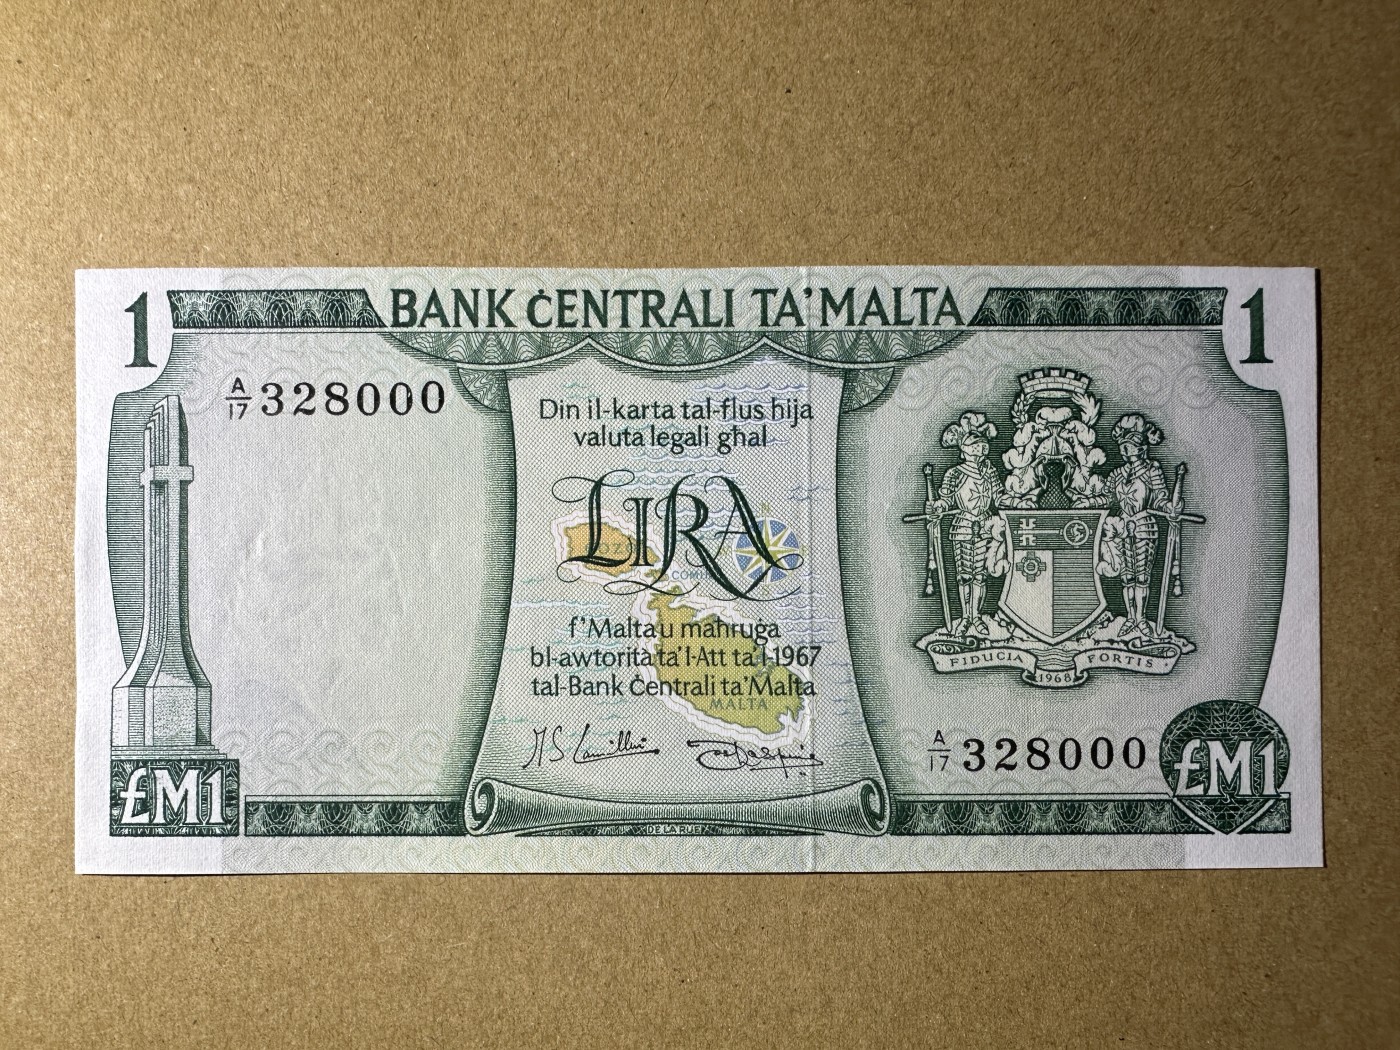 1 BANK ĊENTRALI TA' MALTA 1
A/17 328000
Din il-karta tal-flus hija
valuta legali għal
LIRA
N
COMINO
f'Malta u maħruġa
bl-awtorità ta' l-Att ta' l-1967
tal-Bank Ċentrali ta' Malta
MALTA
FIDUCIA FORTIS
1968
A/17 328000
£M1 £M1
DE LA RUE